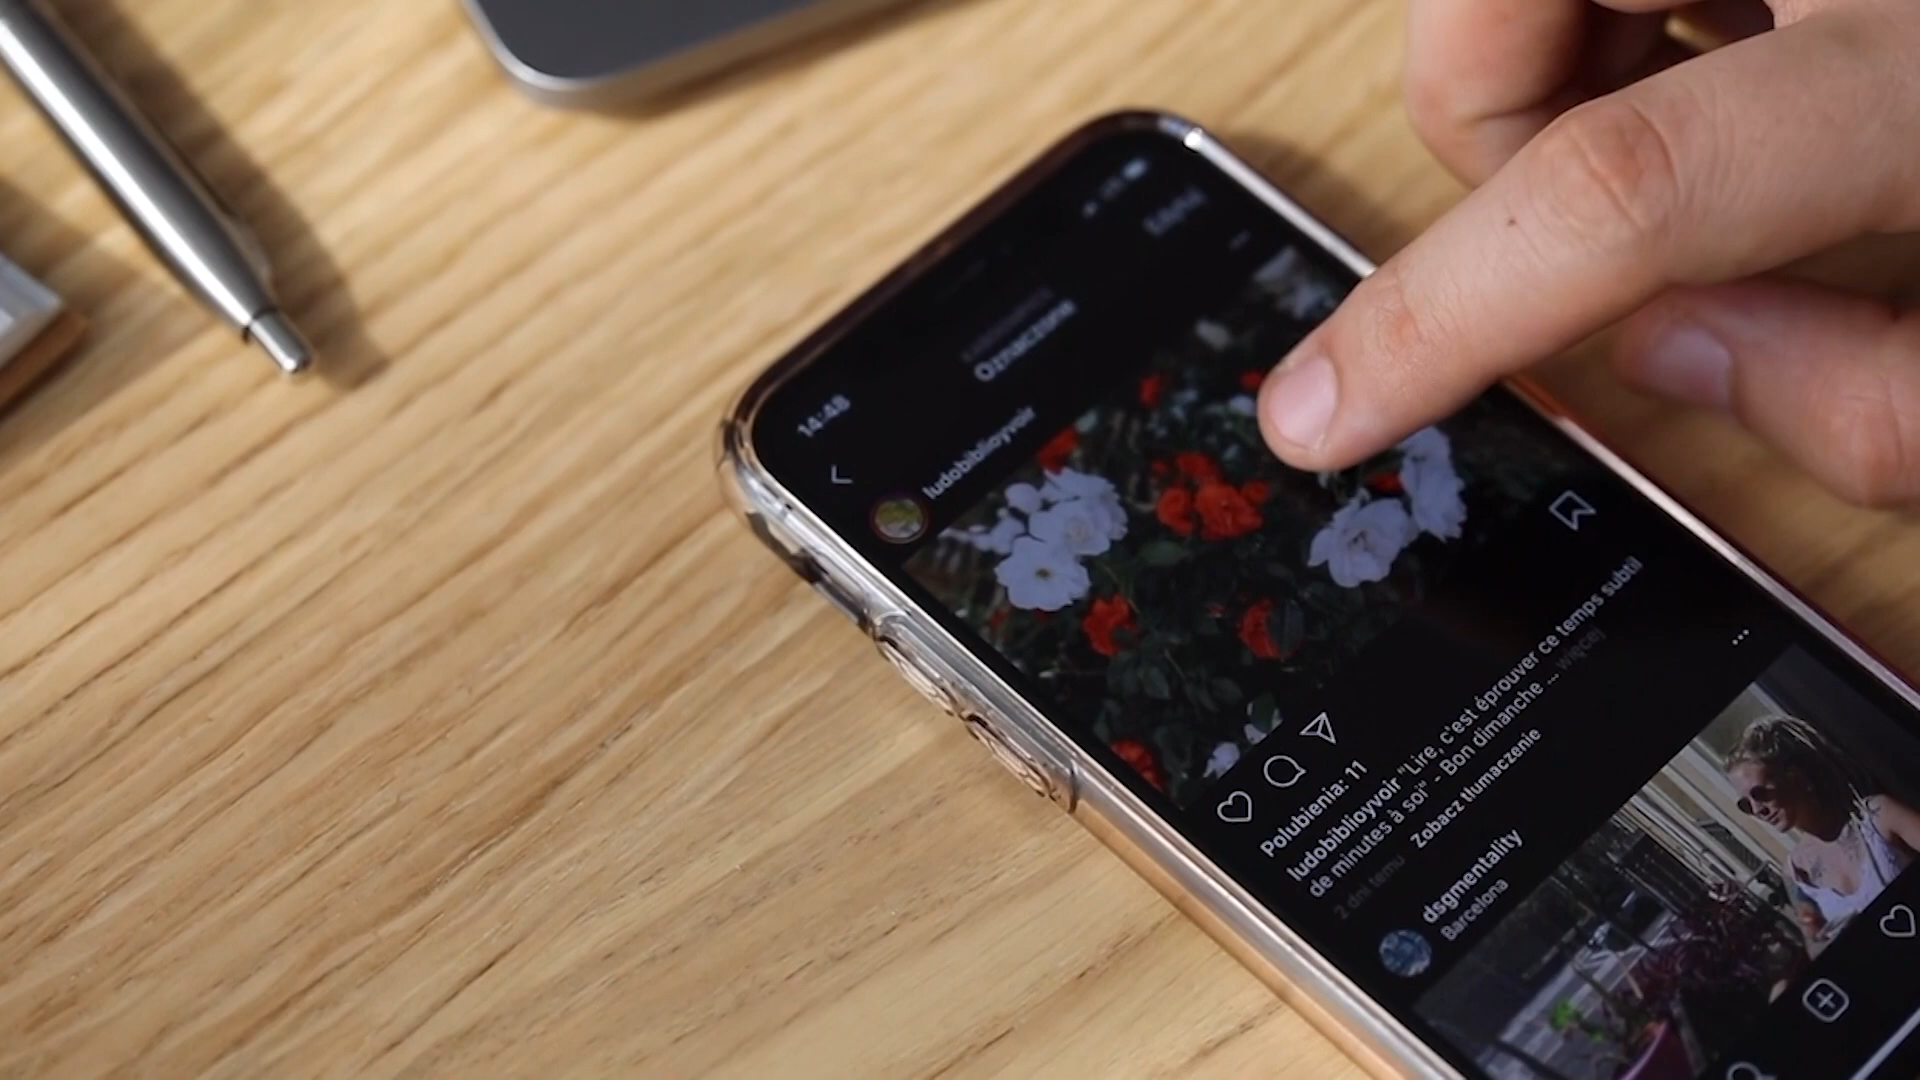 14:48
Oznaczone
ludobiblioyvoir
Polubienia: 11
ludobiblioyvoir "Lire, c'est éprouver ce temps subtil
de minutes à soi" - Bon dimanche ... więcej
2 dni temu Zobacz tłumaczenie
dsgmentality
Barcelona